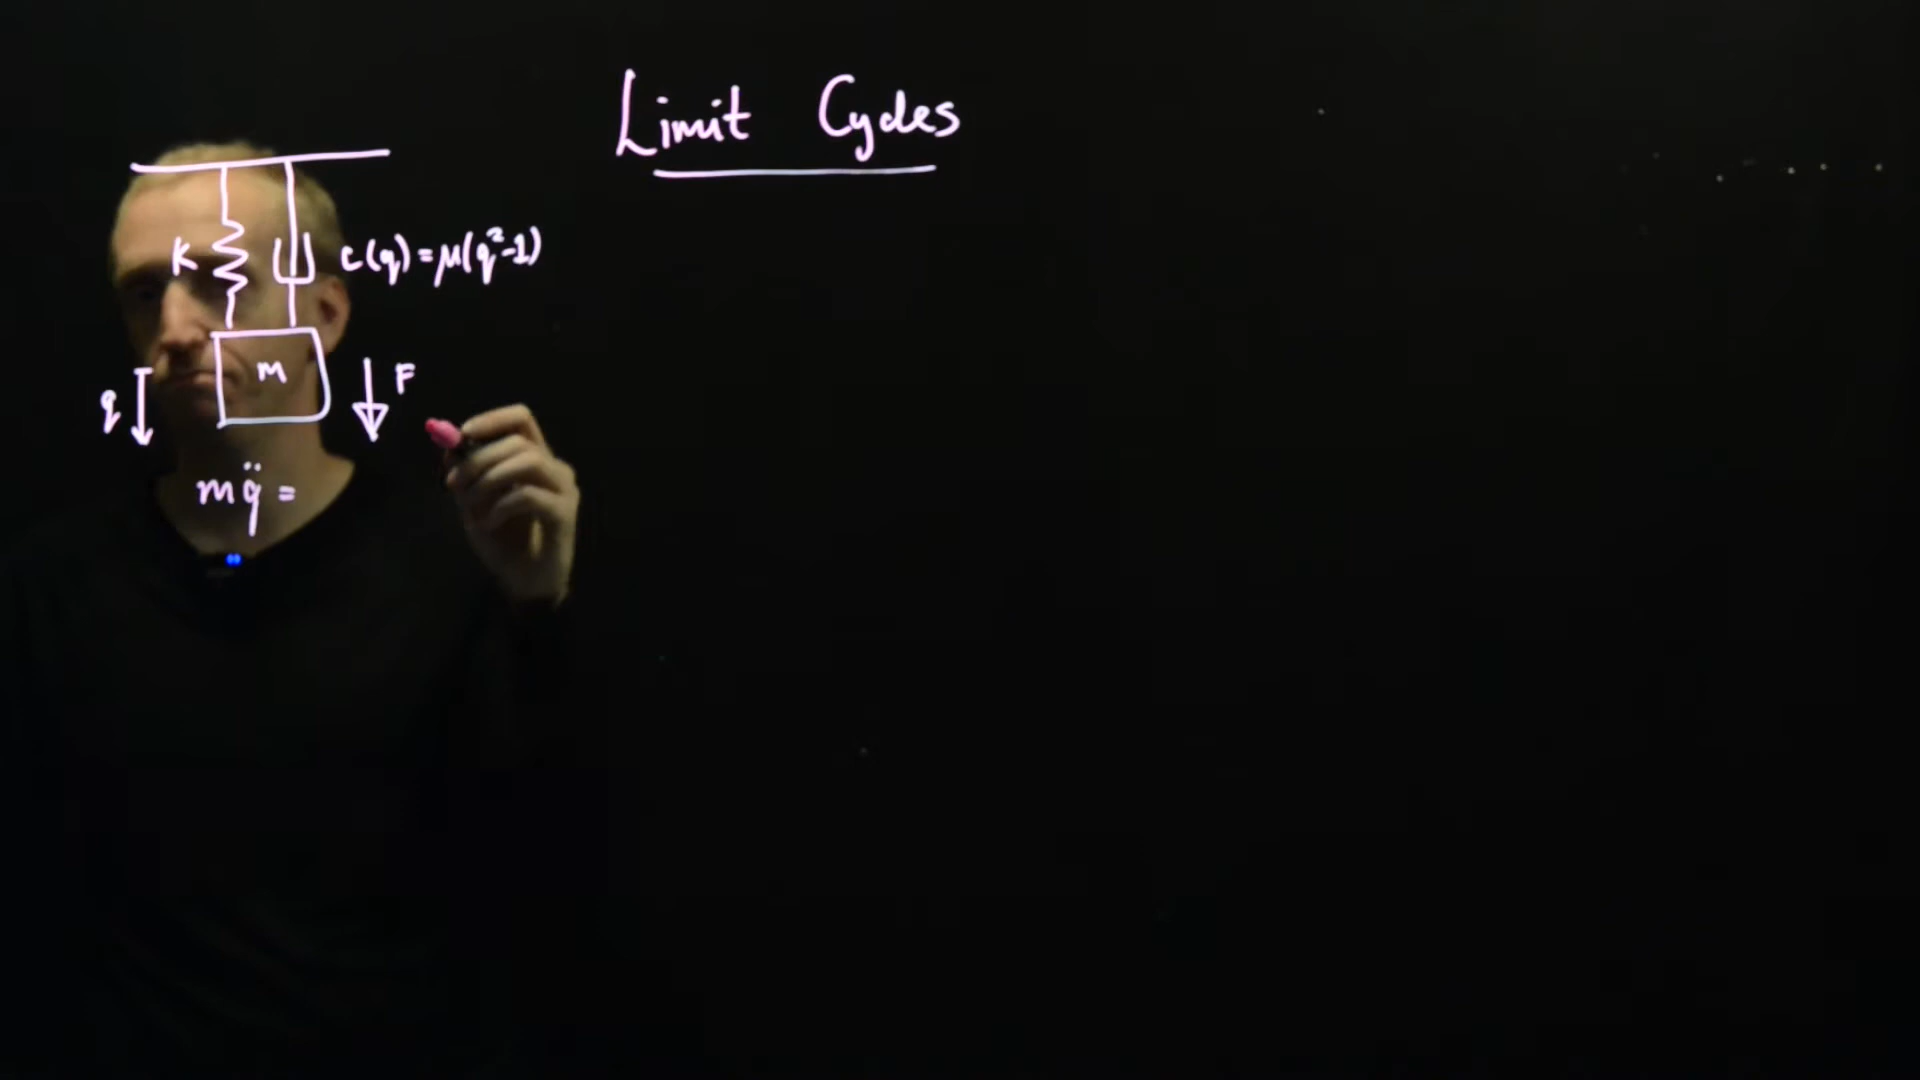 Limit Cycles
K c(q)=μ(q²-1)
m
q F
mq̈ =